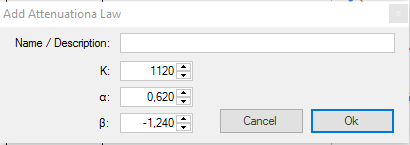 Add Attenuationa Law
Name / Description:
K: 1120
α: 0,620
β: -1,240
Cancel Ok